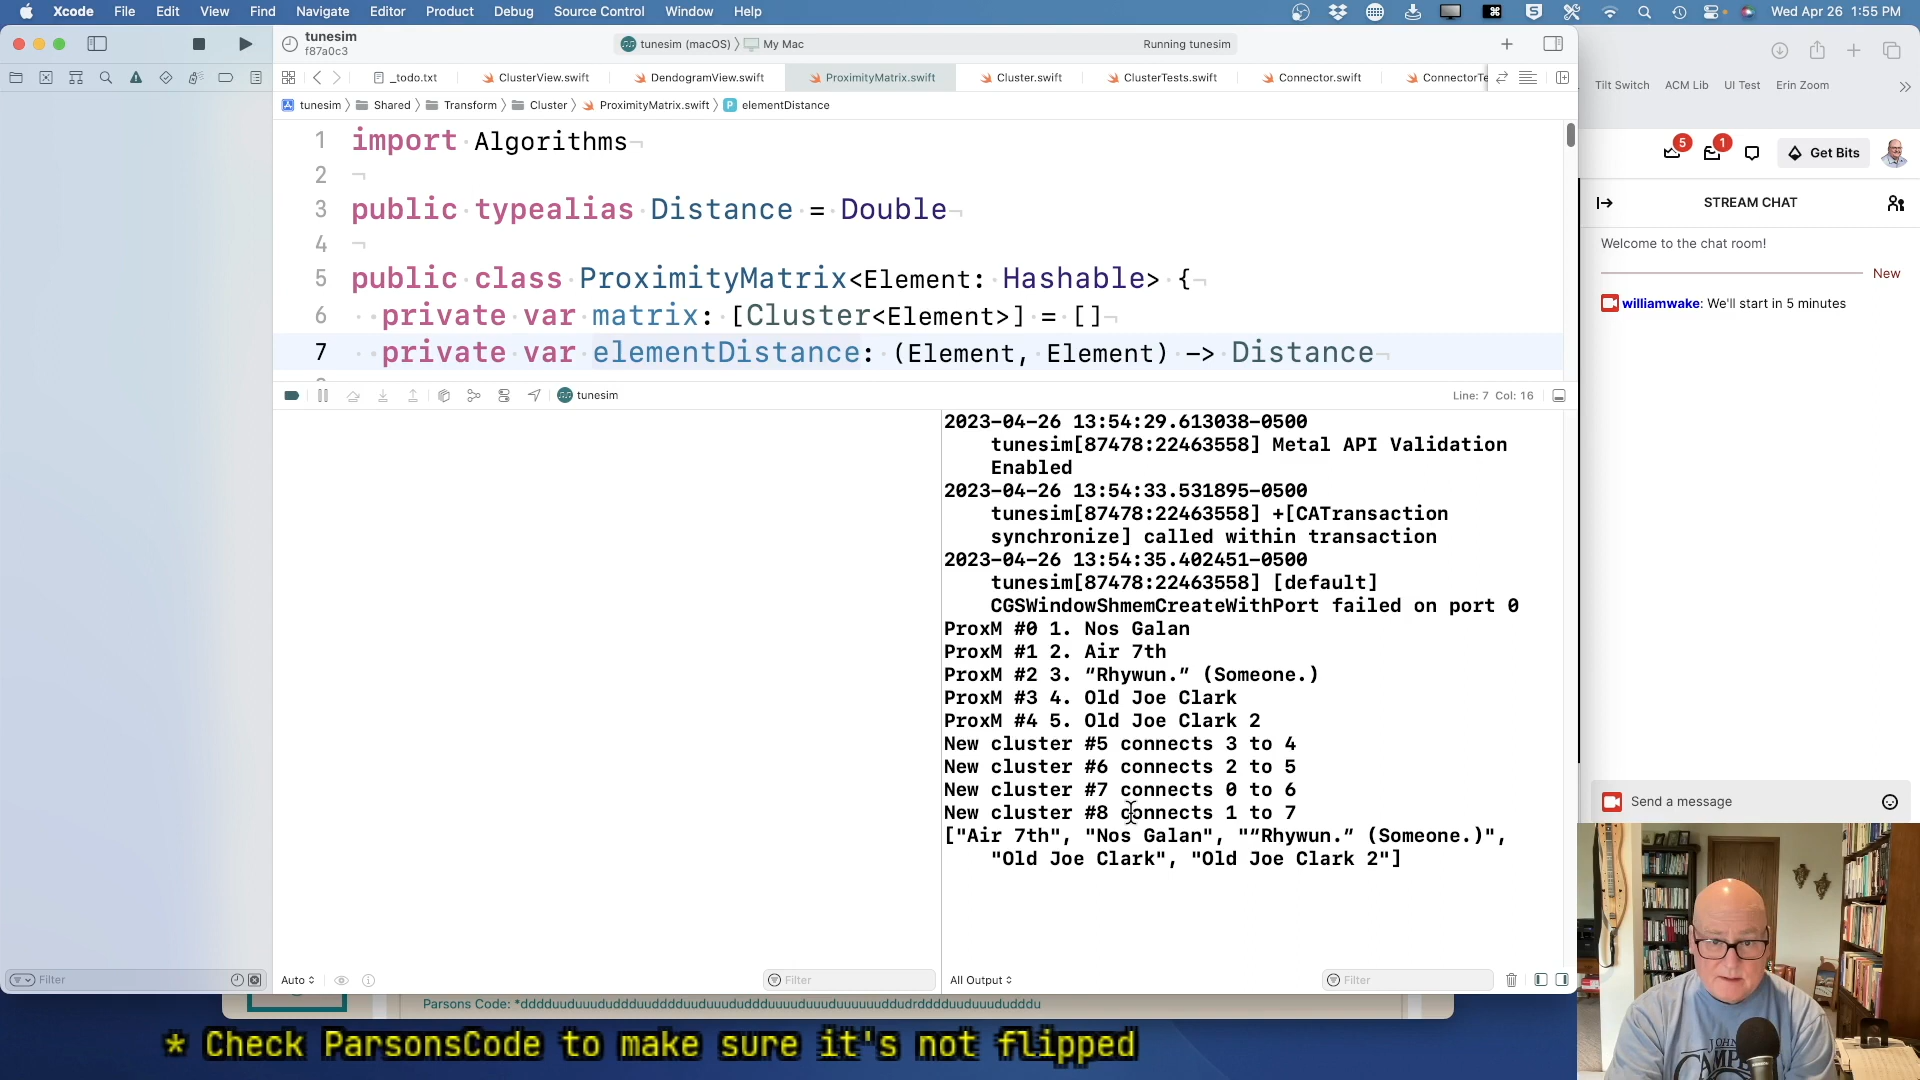 Xcode File Edit View Find Navigate Editor Product Debug Source Control Window Help
Wed Apr 26 1:55 PM
tunesim
f87a0c3
tunesim (macOS) My Mac
Running tunesim
_todo.txt ClusterView.swift DendogramView.swift ProximityMatrix.swift Cluster.swift ClusterTests.swift Connector.swift ConnectorTe
tunesim Shared Transform Cluster ProximityMatrix.swift P elementDistance
1 import Algorithms
2
3 public typealias Distance = Double
4
5 public class ProximityMatrix<Element: Hashable> {
6 private var matrix: [Cluster<Element>] = []
7 private var elementDistance: (Element, Element) -> Distance
tunesim
Line: 7 Col: 16
2023-04-26 13:54:29.613038-0500
tunesim[87478:22463558] Metal API Validation
Enabled
2023-04-26 13:54:33.531895-0500
tunesim[87478:22463558] +[CATransaction
synchronize] called within transaction
2023-04-26 13:54:35.402451-0500
tunesim[87478:22463558] [default]
CGSWindowShmemCreateWithPort failed on port 0
ProxM #0 1. Nos Galan
ProxM #1 2. Air 7th
ProxM #2 3. “Rhywun.” (Someone.)
ProxM #3 4. Old Joe Clark
ProxM #4 5. Old Joe Clark 2
New cluster #5 connects 3 to 4
New cluster #6 connects 2 to 5
New cluster #7 connects 0 to 6
New cluster #8 connects 1 to 7
["Air 7th", "Nos Galan", "“Rhywun.” (Someone.)",
"Old Joe Clark", "Old Joe Clark 2"]
Filter
Auto
Filter
All Output
Filter
* Check ParsonsCode to make sure it's not flipped
Tilt Switch ACM Lib UI Test Erin Zoom
5
1
Get Bits
STREAM CHAT
Welcome to the chat room!
New
williamwake: We'll start in 5 minutes
Send a message